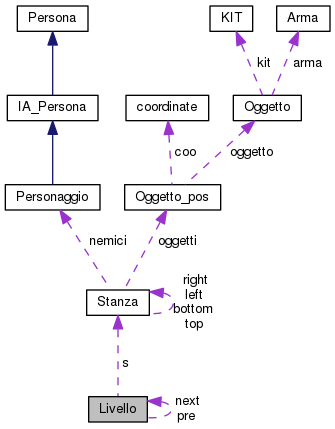 Persona
KIT
Arma
kit
arma
IA_Persona
coordinate
Oggetto
coo
oggetto
Personaggio
Oggetto_pos
nemici
oggetti
right
left
bottom
top
Stanza
s
Livello
next
pre